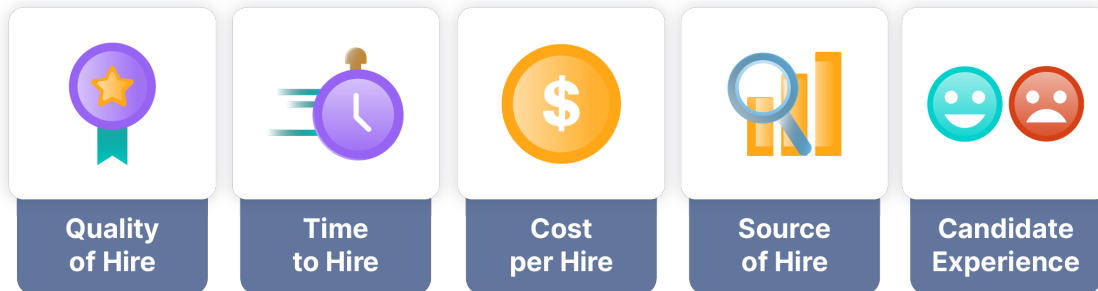 $
Quality
of Hire
Time
to Hire
Cost
per Hire
Source
of Hire
Candidate
Experience